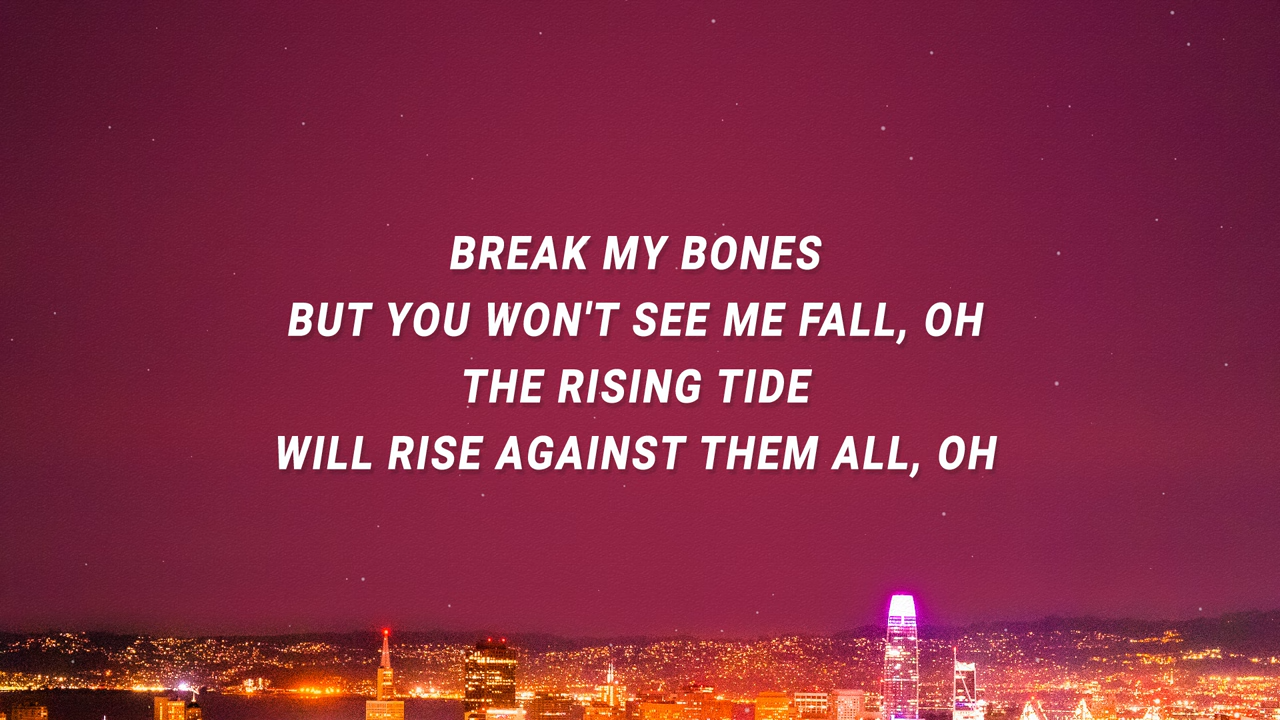 BREAK MY BONES
BUT YOU WON'T SEE ME FALL, OH
THE RISING TIDE
WILL RISE AGAINST THEM ALL, OH